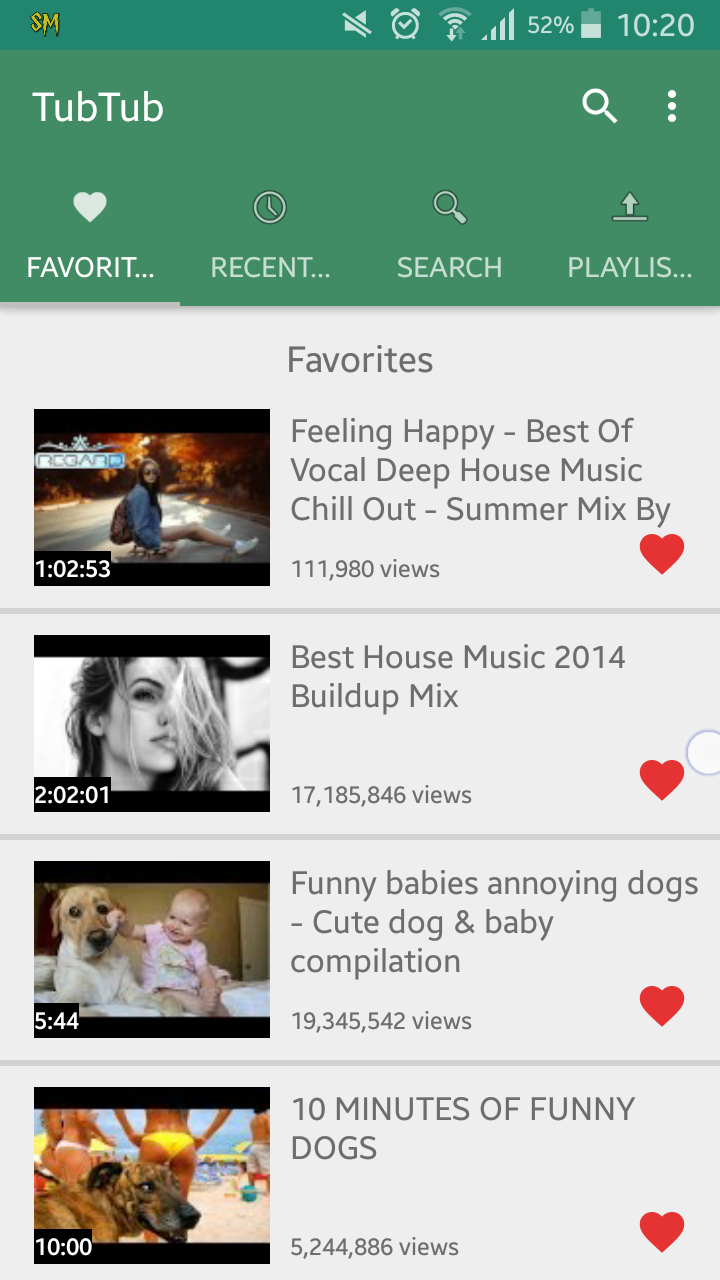 SM
52%
10:20
TubTub
FAVORIT...
RECENT...
SEARCH
PLAYLIS...
Favorites
REGARD
1:02:53
Feeling Happy - Best Of
Vocal Deep House Music
Chill Out - Summer Mix By
111,980 views
2:02:01
Best House Music 2014
Buildup Mix
17,185,846 views
5:44
Funny babies annoying dogs
- Cute dog & baby
compilation
19,345,542 views
10:00
10 MINUTES OF FUNNY
DOGS
5,244,886 views